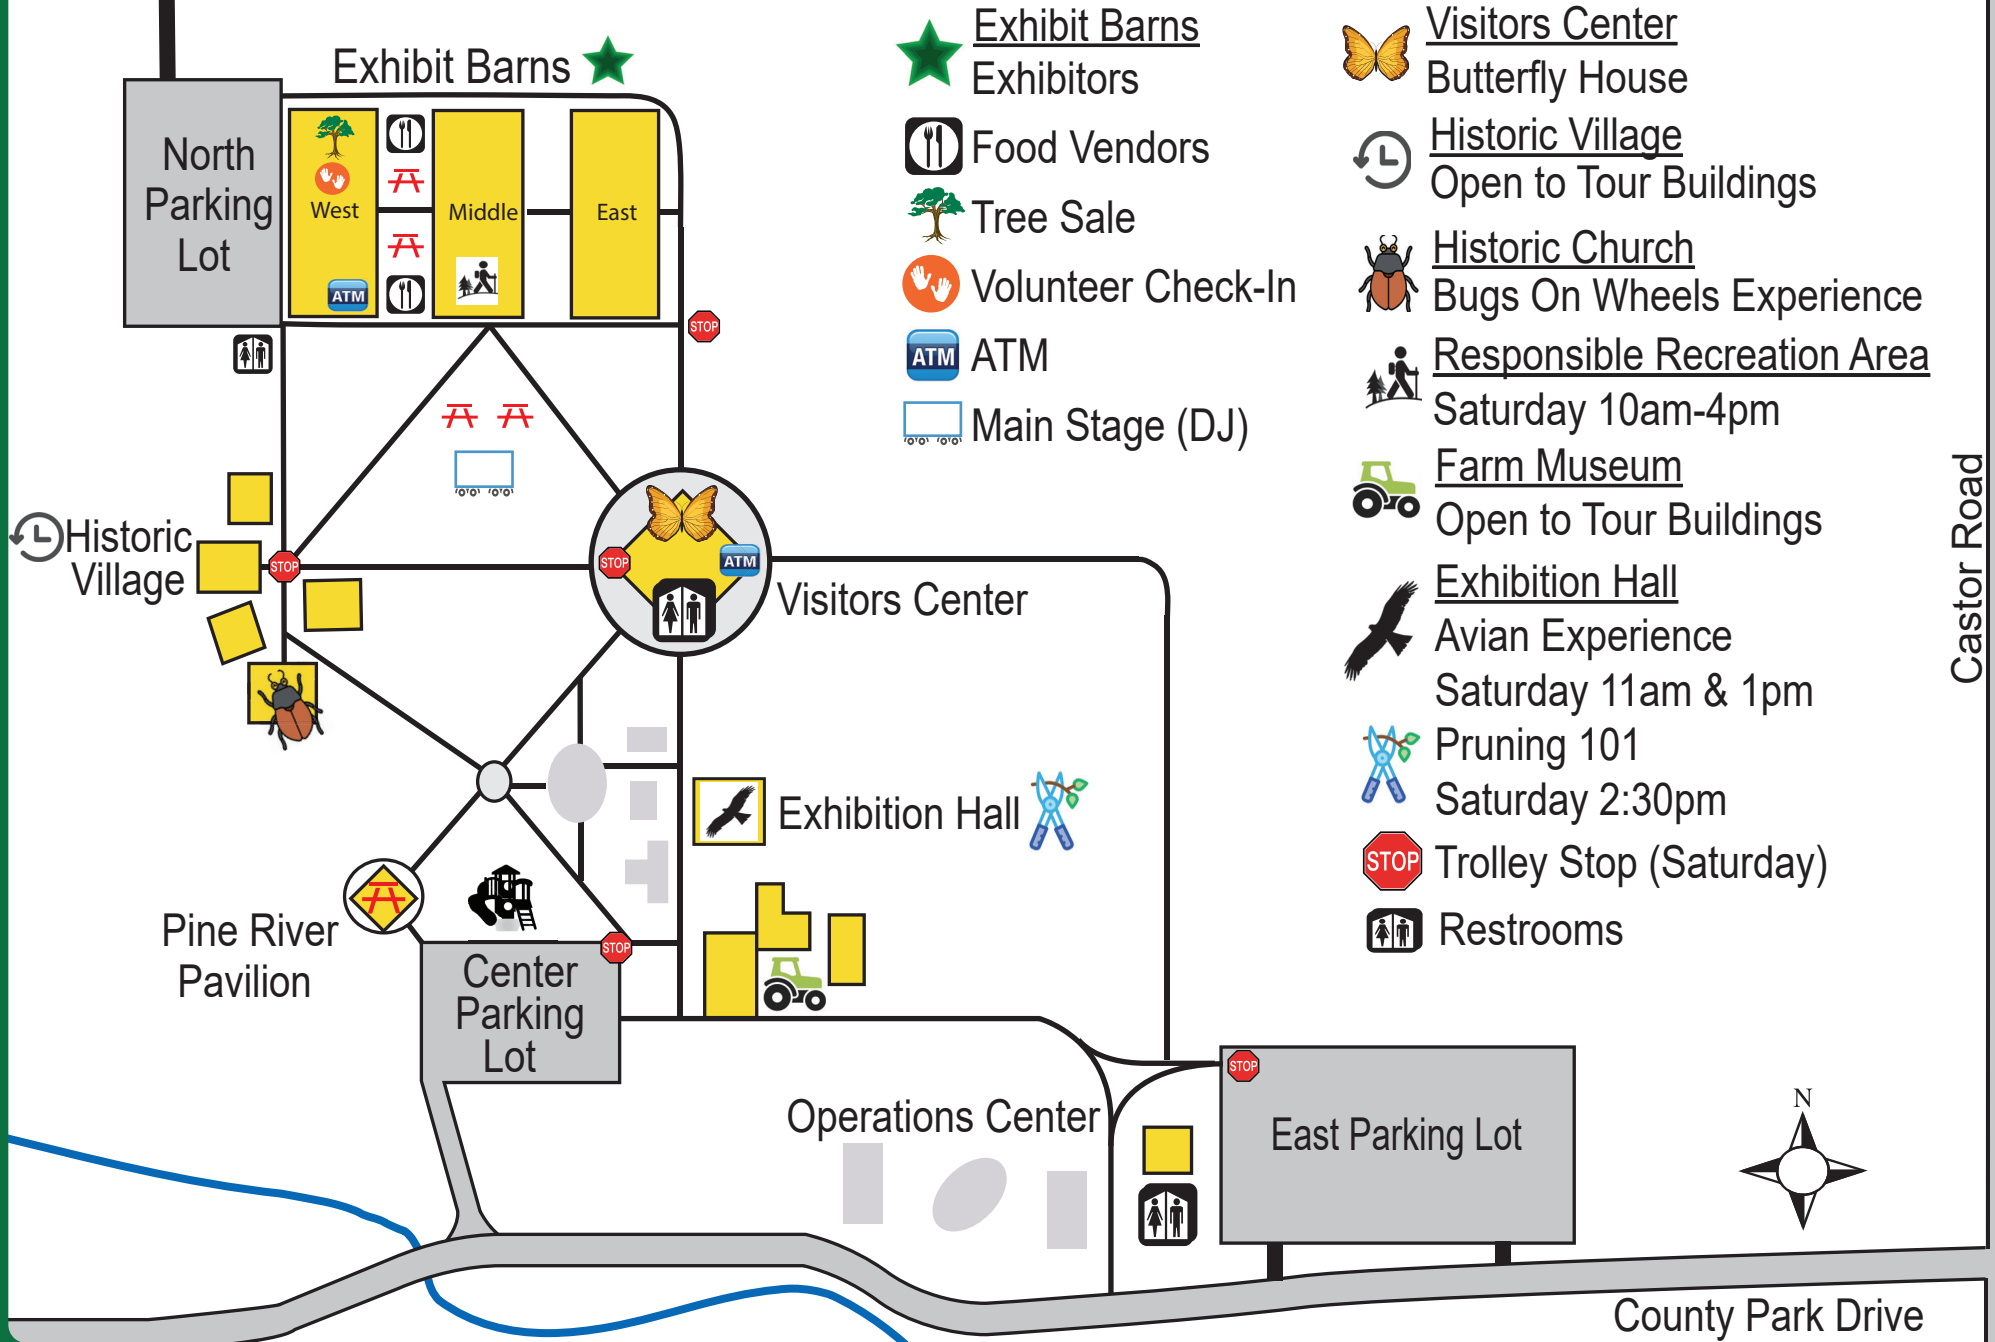 Exhibit Barns
North
Parking
Lot
West
Middle
East
ATM
STOP
Historic
Village
STOP
STOP
ATM
Visitors Center
Exhibition Hall
Pine River
Pavilion
STOP
Center
Parking
Lot
Operations Center
STOP
East Parking Lot
N
County Park Drive
Castor Road
Exhibit Barns
Exhibitors
Food Vendors
Tree Sale
Volunteer Check-In
ATM
ATM
Main Stage (DJ)
Visitors Center
Butterfly House
Historic Village
Open to Tour Buildings
Historic Church
Bugs On Wheels Experience
Responsible Recreation Area
Saturday 10am-4pm
Farm Museum
Open to Tour Buildings
Exhibition Hall
Avian Experience
Saturday 11am & 1pm
Pruning 101
Saturday 2:30pm
STOP
Trolley Stop (Saturday)
Restrooms